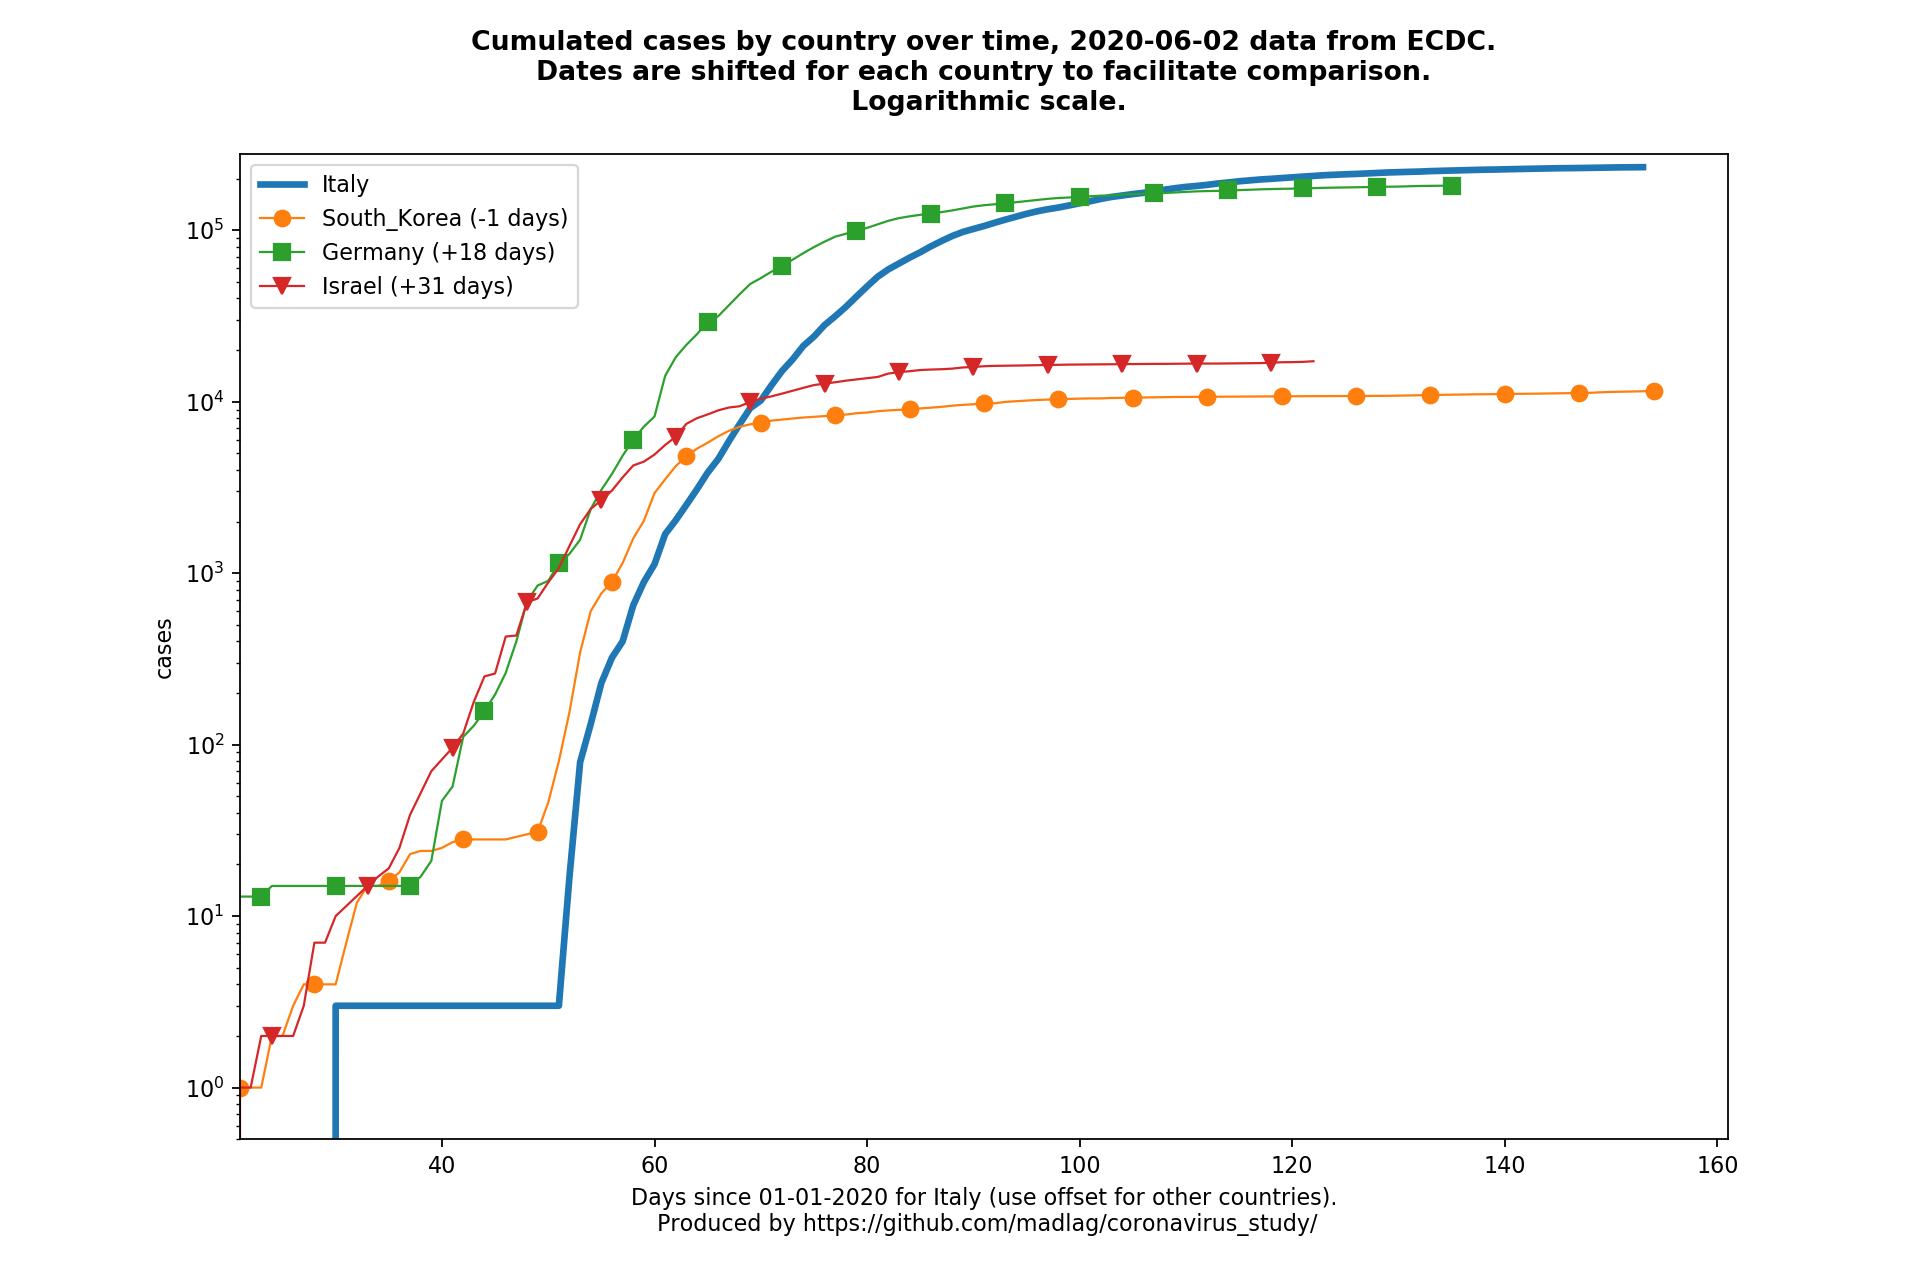 Cumulated cases by country over time, 2020-06-02 data from ECDC.
Dates are shifted for each country to facilitate comparison.
Logarithmic scale.
Italy
South_Korea (-1 days)
Germany (+18 days)
Israel (+31 days)
10^5
10^4
10^3
10^2
10^1
10^0
cases
40 60 80 100 120 140 160
Days since 01-01-2020 for Italy (use offset for other countries).
Produced by https://github.com/madlag/coronavirus_study/